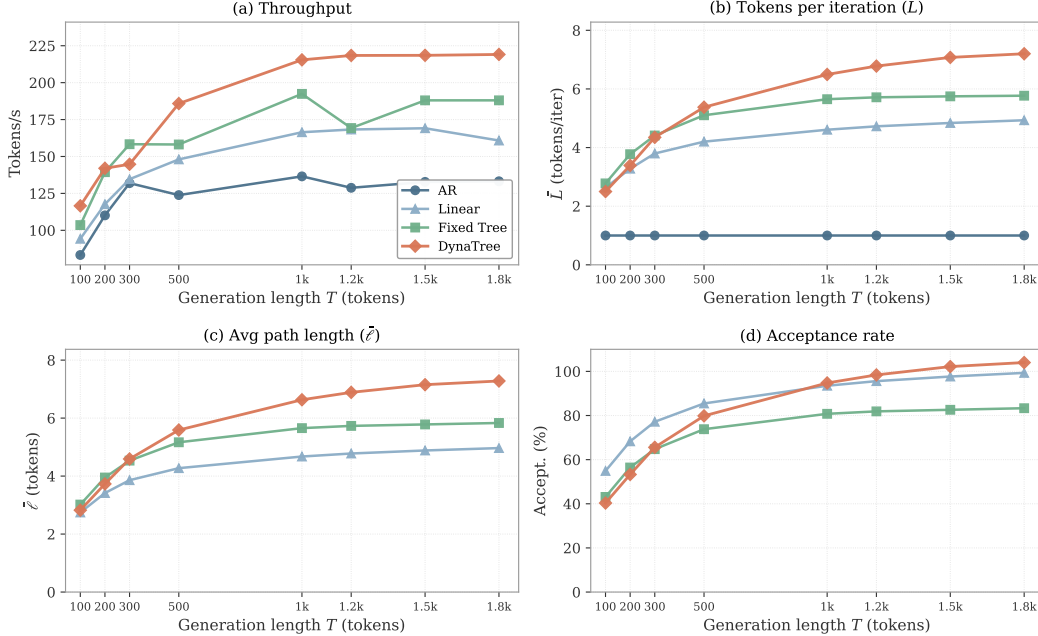 (a) Throughput
225
200
175
150
125
100
Tokens/s
100 200 300 500 1k 1.2k 1.5k 1.8k
Generation length T (tokens)
AR
Linear
Fixed Tree
DynaTree
(b) Tokens per iteration (L)
8
6
4
2
0
L̄ (tokens/iter)
100 200 300 500 1k 1.2k 1.5k 1.8k
Generation length T (tokens)
(c) Avg path length (ℓ̄)
8
6
4
2
0
ℓ̄ (tokens)
100 200 300 500 1k 1.2k 1.5k 1.8k
Generation length T (tokens)
(d) Acceptance rate
100
80
60
40
20
0
Accept. (%)
100 200 300 500 1k 1.2k 1.5k 1.8k
Generation length T (tokens)